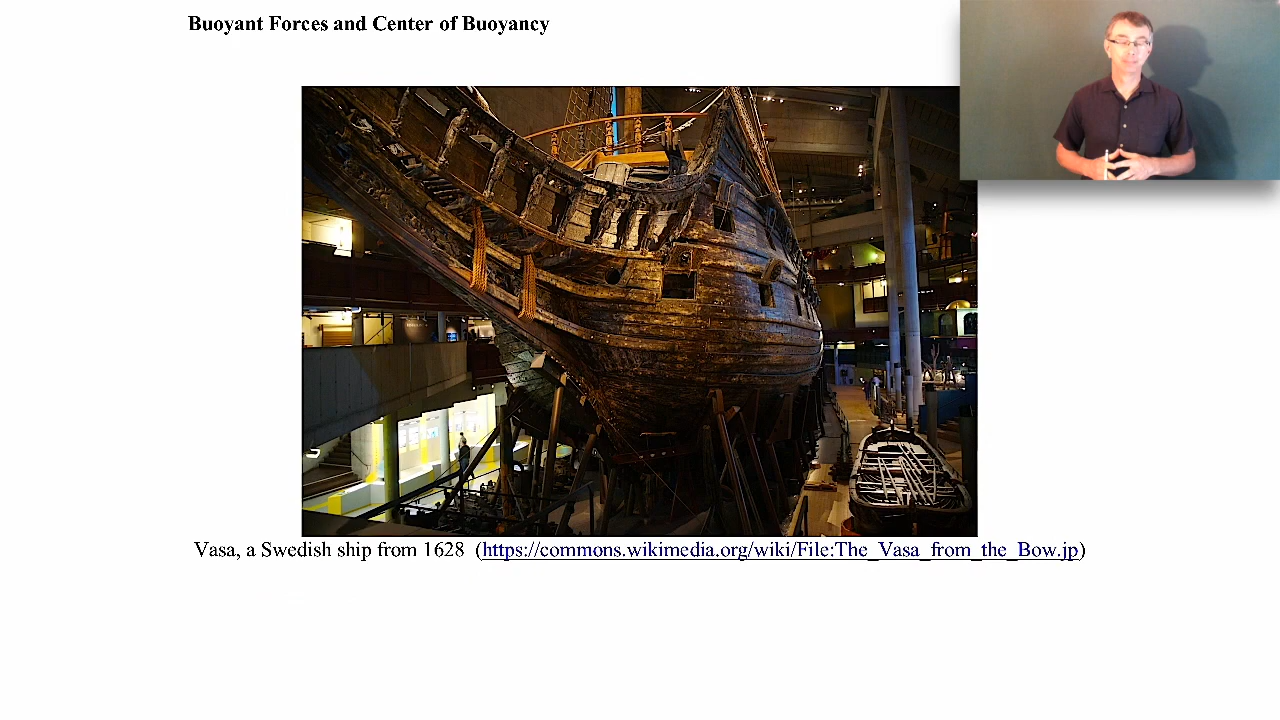 Buoyant Forces and Center of Buoyancy
Vasa, a Swedish ship from 1628 (https://commons.wikimedia.org/wiki/File:The_Vasa_from_the_Bow.jp)